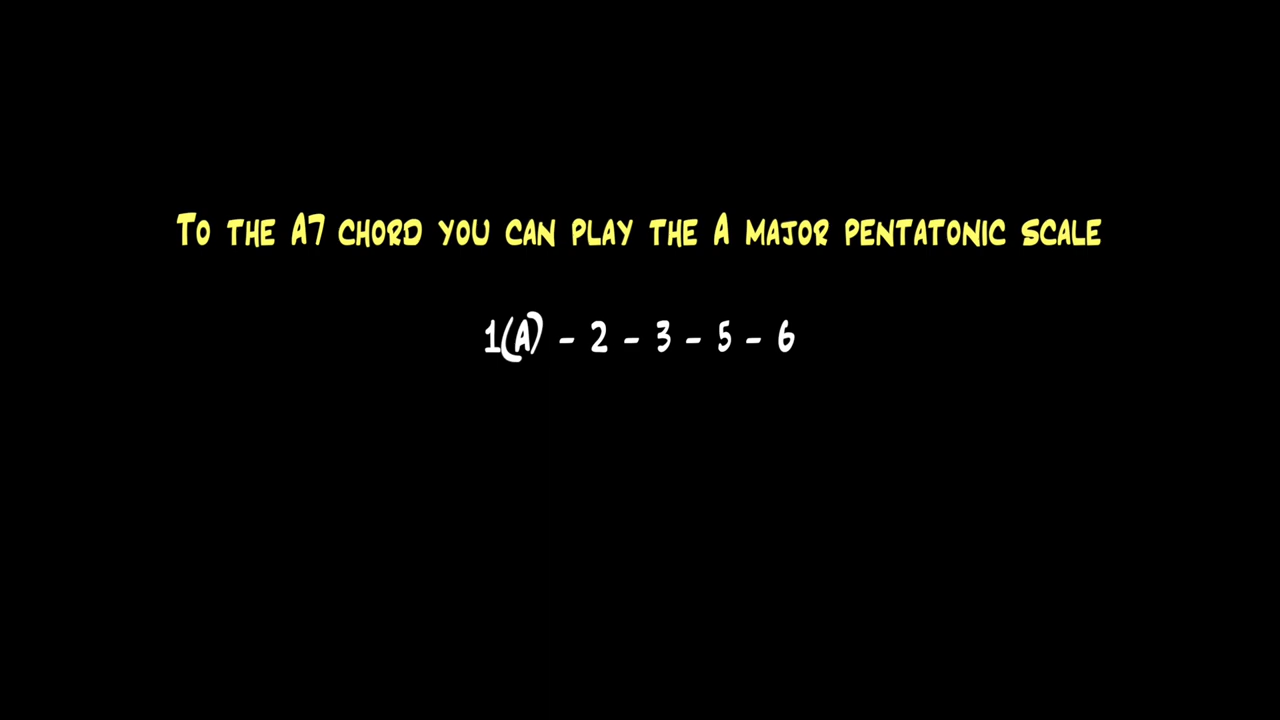 To the A7 chord you can play the A major pentatonic scale
1(A) - 2 - 3 - 5 - 6